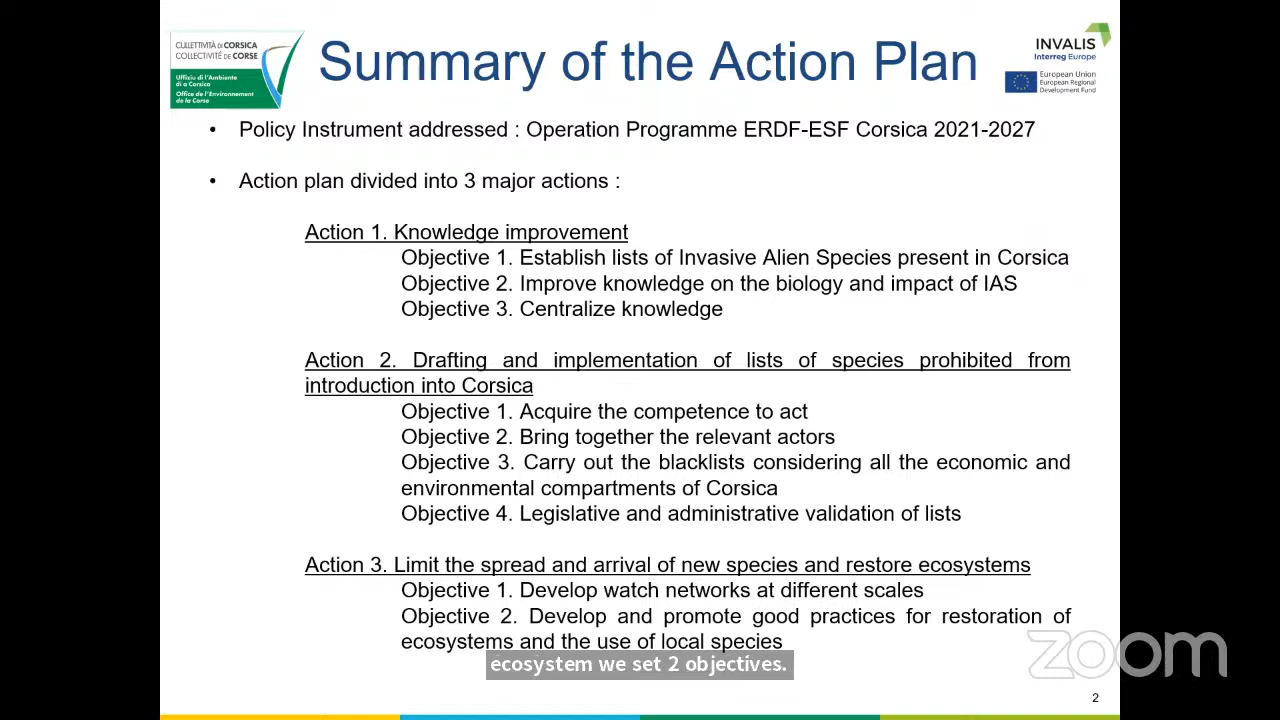 CULLETTIVITÀ DI CORSICA
COLLECTIVITÉ DE CORSE
Uffiziu di l'Ambiente
di a Corsica
Office de l'Environnement
de la Corse
Summary of the Action Plan
INVALIS
Interreg Europe
European Union
European Regional
Development Fund
• Policy Instrument addressed : Operation Programme ERDF-ESF Corsica 2021-2027
• Action plan divided into 3 major actions :
Action 1. Knowledge improvement
Objective 1. Establish lists of Invasive Alien Species present in Corsica
Objective 2. Improve knowledge on the biology and impact of IAS
Objective 3. Centralize knowledge
Action 2. Drafting and implementation of lists of species prohibited from
introduction into Corsica
Objective 1. Acquire the competence to act
Objective 2. Bring together the relevant actors
Objective 3. Carry out the blacklists considering all the economic and
environmental compartments of Corsica
Objective 4. Legislative and administrative validation of lists
Action 3. Limit the spread and arrival of new species and restore ecosystems
Objective 1. Develop watch networks at different scales
Objective 2. Develop and promote good practices for restoration of
ecosystems and the use of local species
ecosystem we set 2 objectives.
zoom
2